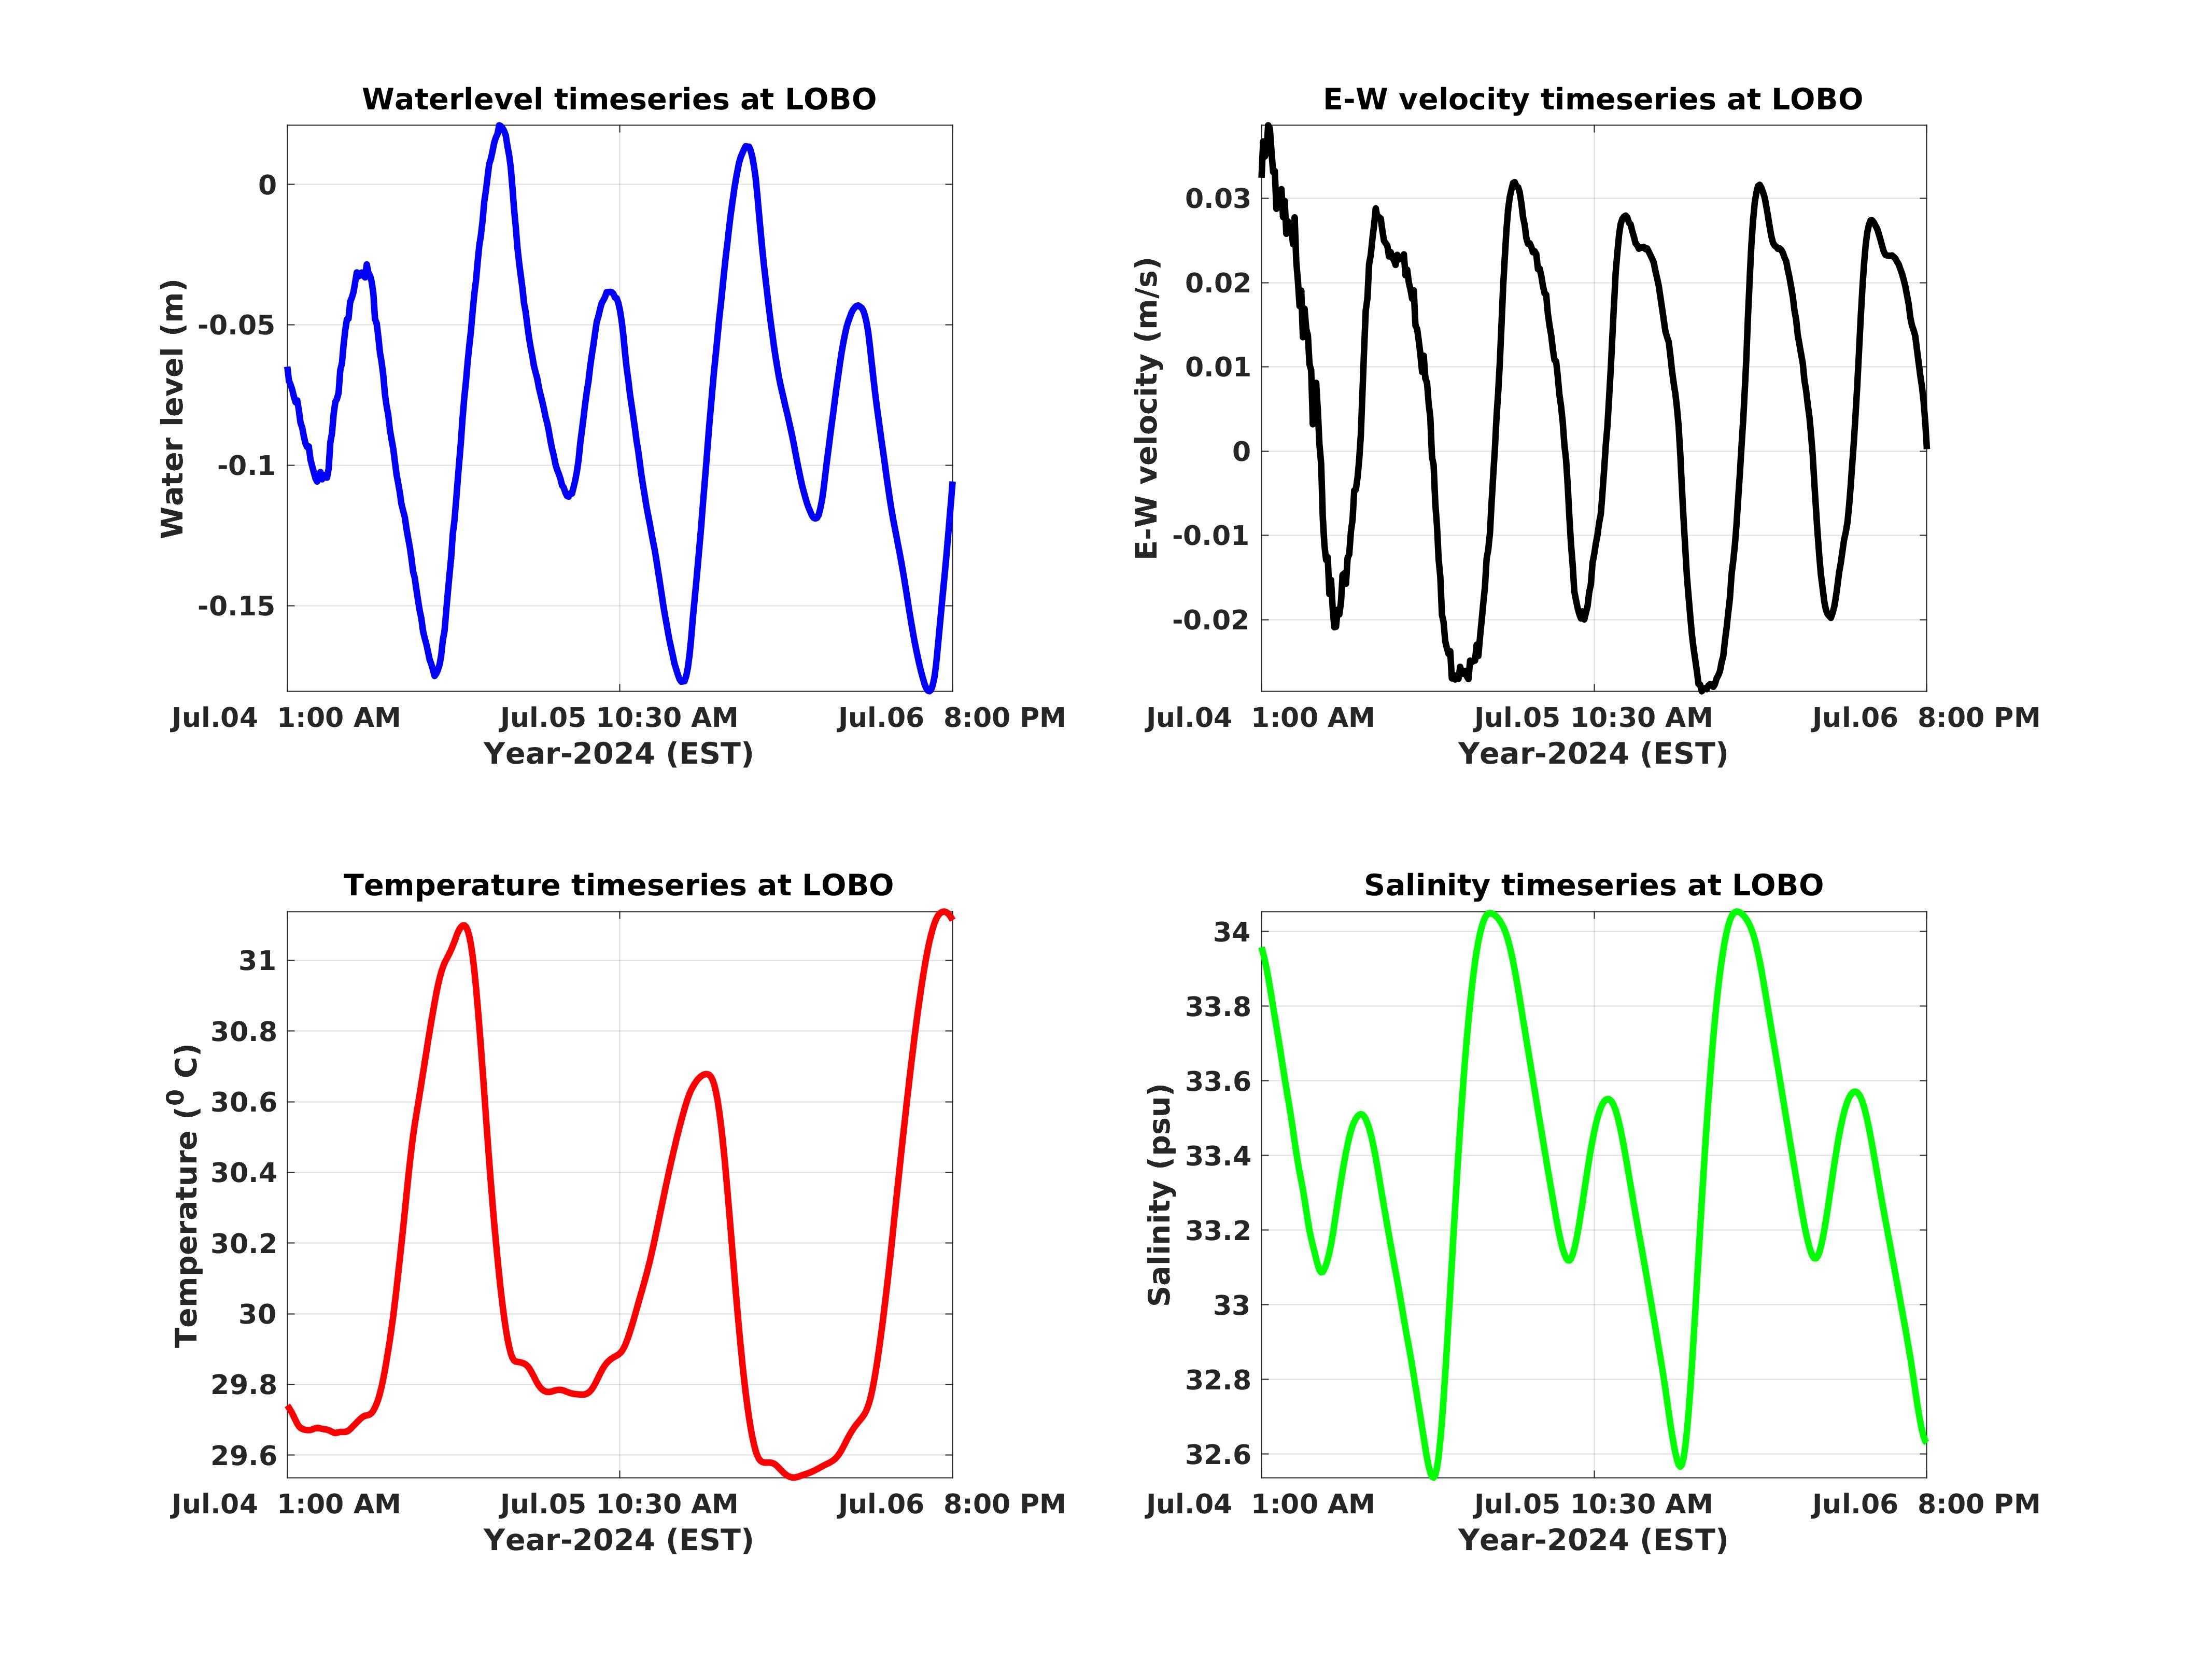 Waterlevel timeseries at LOBO
0
-0.05
-0.1
-0.15
Water level (m)
Jul.04 1:00 AM Jul.05 10:30 AM Jul.06 8:00 PM
Year-2024 (EST)
E-W velocity timeseries at LOBO
0.03
0.02
0.01
0
-0.01
-0.02
E-W velocity (m/s)
Jul.04 1:00 AM Jul.05 10:30 AM Jul.06 8:00 PM
Year-2024 (EST)
Temperature timeseries at LOBO
31
30.8
30.6
30.4
30.2
30
29.8
29.6
Temperature (⁰ C)
Jul.04 1:00 AM Jul.05 10:30 AM Jul.06 8:00 PM
Year-2024 (EST)
Salinity timeseries at LOBO
34
33.8
33.6
33.4
33.2
33
32.8
32.6
Salinity (psu)
Jul.04 1:00 AM Jul.05 10:30 AM Jul.06 8:00 PM
Year-2024 (EST)